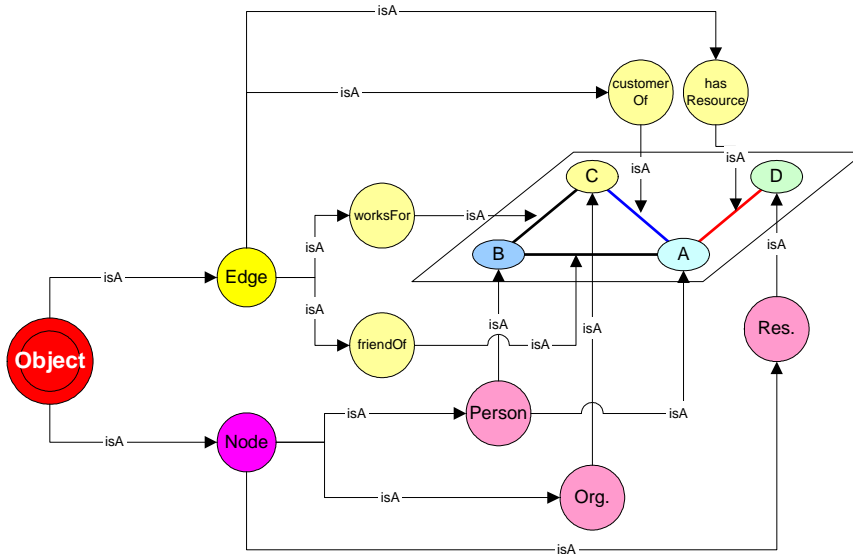 isA
customer
Of
has
Resource
isA
isA
isA
C
D
worksFor
isA
isA
B
A
isA
isA
Edge
isA
isA
friendOf
isA
isA
isA
Res.
Object
isA
Person
isA
isA
Node
isA
Org.
isA